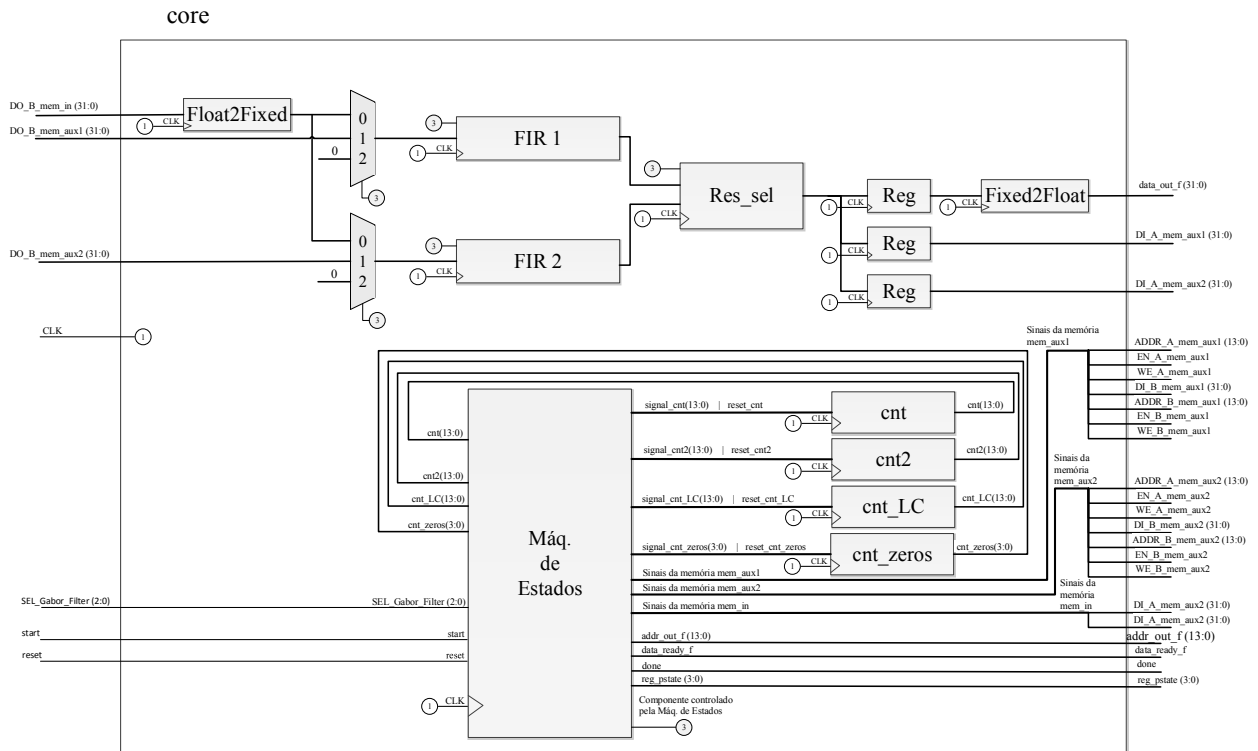 core
DO_B_mem_in (31:0)
CLK
1
Float2Fixed
DO_B_mem_aux1 (31:0)
0
0
1
2
3
3
1
CLK
FIR 1
3
1
CLK
Res_sel
1
CLK
Reg
1
CLK
Fixed2Float
data_out_f (31:0)
1
CLK
Reg
DI_A_mem_aux1 (31:0)
1
CLK
Reg
DI_A_mem_aux2 (31:0)
DO_B_mem_aux2 (31:0)
0
0
1
2
3
3
1
CLK
FIR 2
CLK
1
Sinais da memória
mem_aux1
ADDR_A_mem_aux1 (13:0)
EN_A_mem_aux1
WE_A_mem_aux1
DI_B_mem_aux1 (31:0)
ADDR_B_mem_aux1 (13:0)
EN_B_mem_aux1
WE_B_mem_aux1
Sinais da
memória
mem_aux2
ADDR_A_mem_aux2 (13:0)
EN_A_mem_aux2
WE_A_mem_aux2
DI_B_mem_aux2 (31:0)
ADDR_B_mem_aux2 (13:0)
EN_B_mem_aux2
WE_B_mem_aux2
Sinais da
memória
mem_in
DI_A_mem_aux2 (31:0)
DI_A_mem_aux2 (31:0)
cnt(13:0)
cnt2(13:0)
cnt_LC(13:0)
cnt_zeros(3:0)
Máq.
de
Estados
signal_cnt(13:0) | reset_cnt
1
CLK
cnt
cnt(13:0)
signal_cnt2(13:0) | reset_cnt2
1
CLK
cnt2
cnt2(13:0)
signal_cnt_LC(13:0) | reset_cnt_LC
1
CLK
cnt_LC
cnt_LC(13:0)
signal_cnt_zeros(3:0) | reset_cnt_zeros
1
CLK
cnt_zeros
cnt_zeros(3:0)
Sinais da memória mem_aux1
Sinais da memória mem_aux2
Sinais da memória mem_in
SEL_Gabor_Filter (2:0)
SEL_Gabor_Filter (2:0)
start
start
reset
reset
addr_out_f (13:0)
addr_out_f (13:0)
data_ready_f
data_ready_f
done
done
reg_pstate (3:0)
reg_pstate (3:0)
1
CLK
Componente controlado
pela Máq. de Estados
3